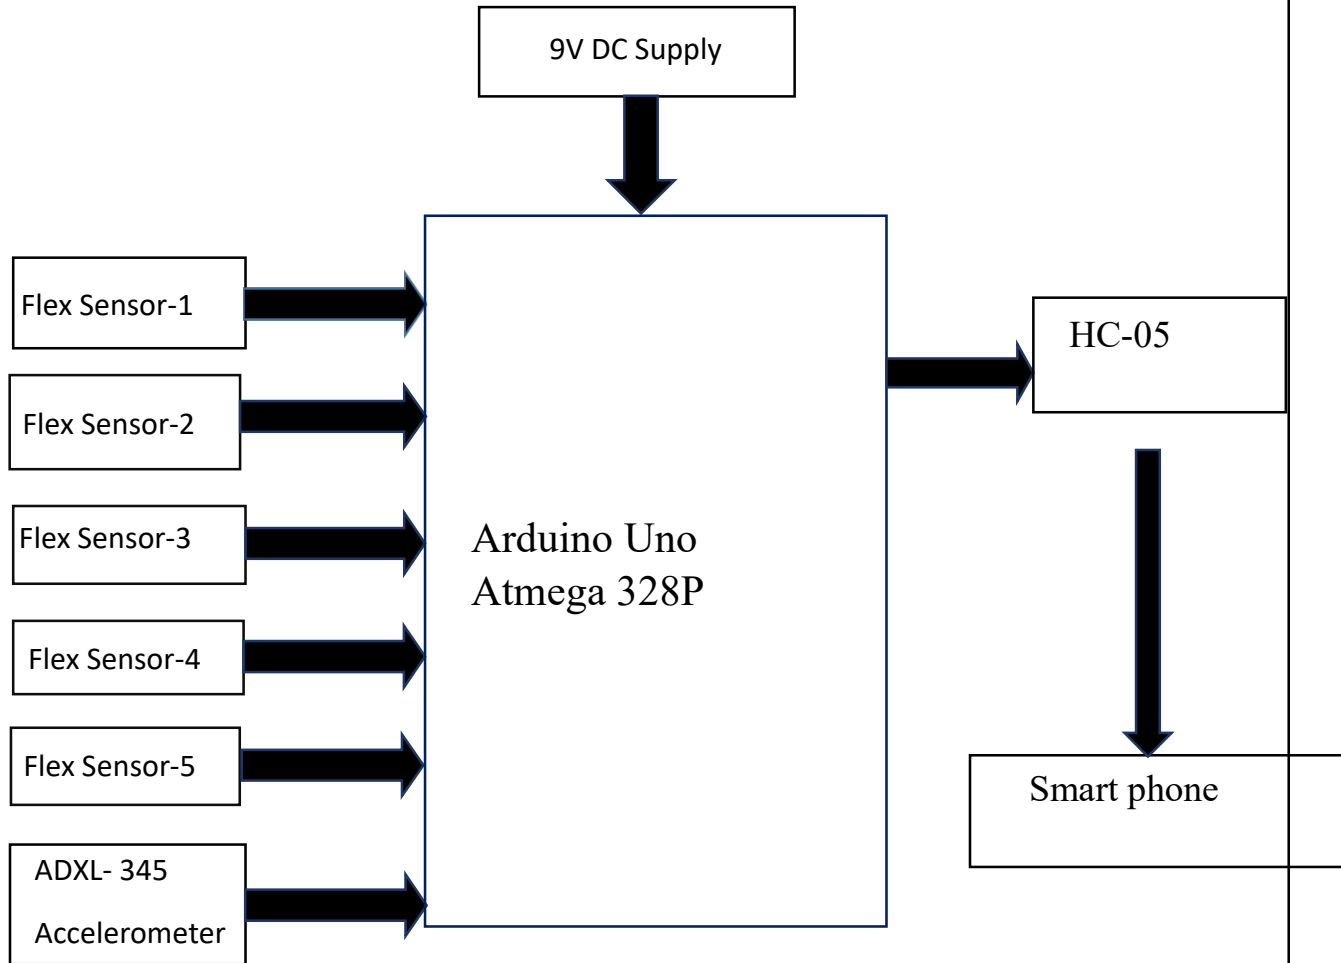 9V DC Supply
Flex Sensor-1
Flex Sensor-2
Flex Sensor-3
Flex Sensor-4
Flex Sensor-5
ADXL- 345
Accelerometer
Arduino Uno
Atmega 328P
HC-05
Smart phone